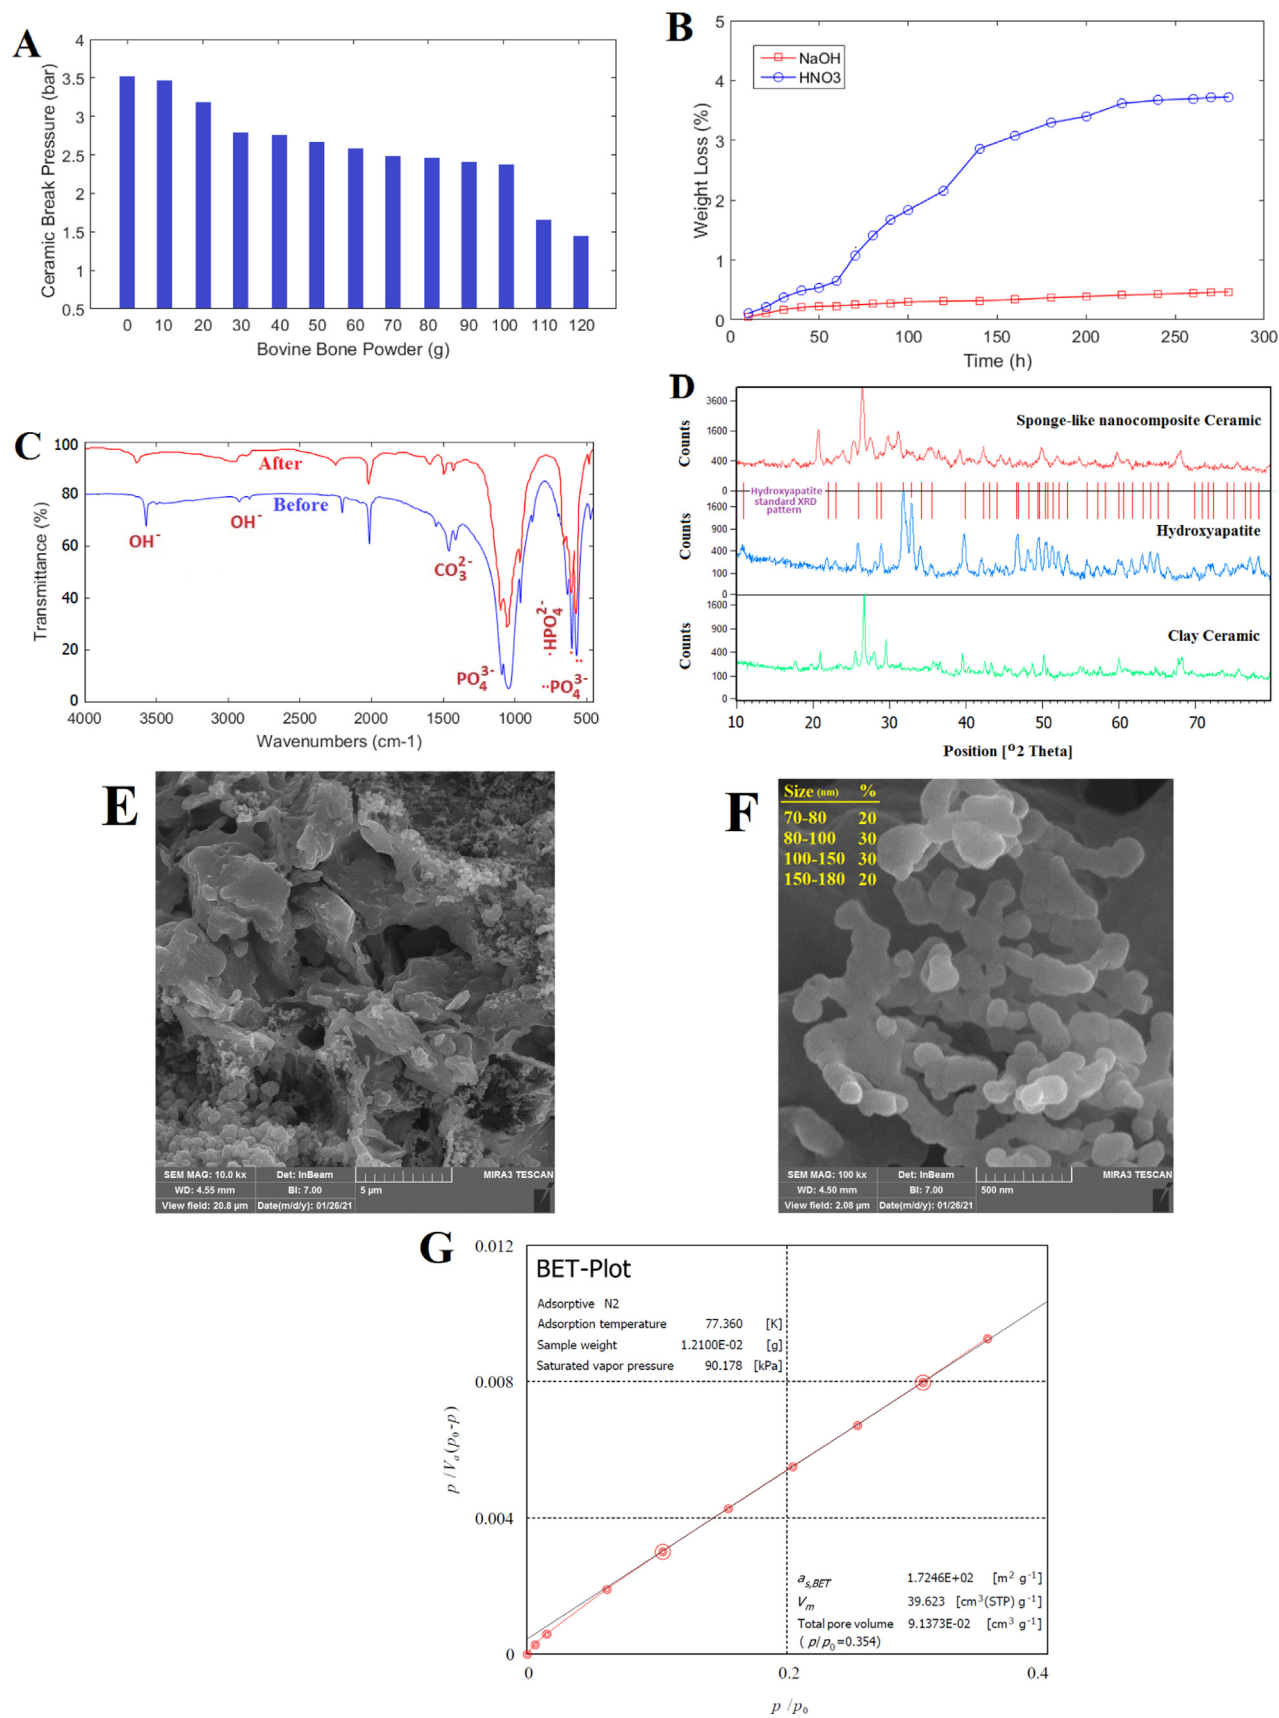 A
Ceramic Break Pressure (bar)
4
3.5
3
2.5
2
1.5
1
0.5
0 10 20 30 40 50 60 70 80 90 100 110 120
Bovine Bone Powder (g)
B
Weight Loss (%)
5
4
3
2
1
0
NaOH
HNO3
0 50 100 150 200 250 300
Time (h)
C
Transmittance (%)
100
80
60
40
20
0
After
Before
OH⁻
OH⁻
CO₃²⁻
PO₄³⁻
·HPO₄²⁻
··PO₄³⁻
4000 3500 3000 2500 2000 1500 1000 500
Wavenumbers (cm-1)
D
Counts
3600
1600
400
0
Sponge-like nanocomposite Ceramic
Hydroxyapatite
standard XRD
pattern
Counts
1600
900
400
100
0
Hydroxyapatite
Counts
1600
900
400
100
0
Clay Ceramic
10 20 30 40 50 60 70
Position [°2 Theta]
E
SEM MAG: 10.0 kx Det: InBeam MIRA3 TESCAN
WD: 4.55 mm BI: 7.00 5 µm
View field: 20.8 µm Date(m/d/y): 01/26/21
F
Size (nm) %
70-80 20
80-100 30
100-150 30
150-180 20
SEM MAG: 100 kx Det: InBeam MIRA3 TESCAN
WD: 4.50 mm BI: 7.00 500 nm
View field: 2.08 µm Date(m/d/y): 01/26/21
G
p /Vₐ(p₀-p)
0.012
0.008
0.004
0
BET-Plot
Adsorptive N2
Adsorption temperature 77.360 [K]
Sample weight 1.2100E-02 [g]
Saturated vapor pressure 90.178 [kPa]
a s,BET 1.7246E+02 [m² g⁻¹]
Vm 39.623 [cm³(STP) g⁻¹]
Total pore volume 9.1373E-02 [cm³ g⁻¹]
( p/p₀=0.354)
0 0.2 0.4
p /p₀